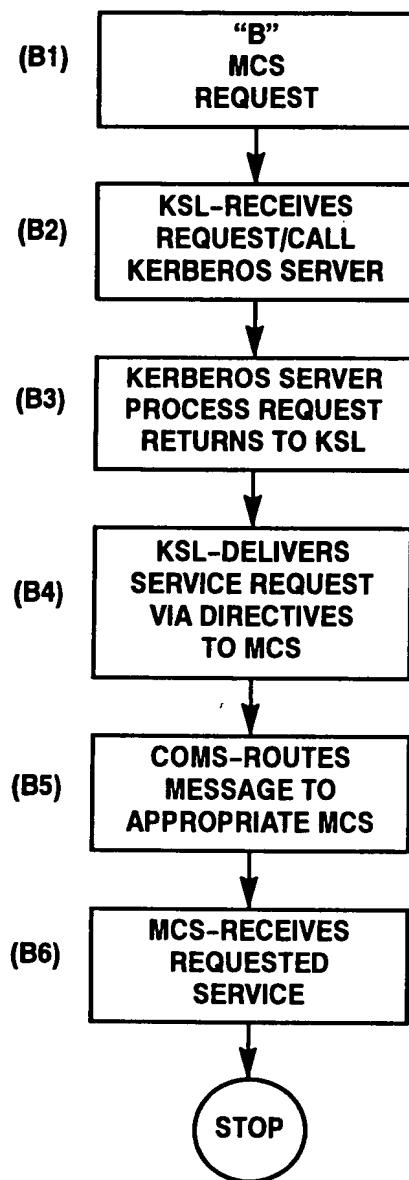 (B1)
“B”
MCS
REQUEST
(B2)
KSL-RECEIVES
REQUEST/CALL
KERBEROS SERVER
(B3)
KERBEROS SERVER
PROCESS REQUEST
RETURNS TO KSL
(B4)
KSL-DELIVERS
SERVICE REQUEST
VIA DIRECTIVES
TO MCS
(B5)
COMS-ROUTES
MESSAGE TO
APPROPRIATE MCS
(B6)
MCS-RECEIVES
REQUESTED
SERVICE
STOP